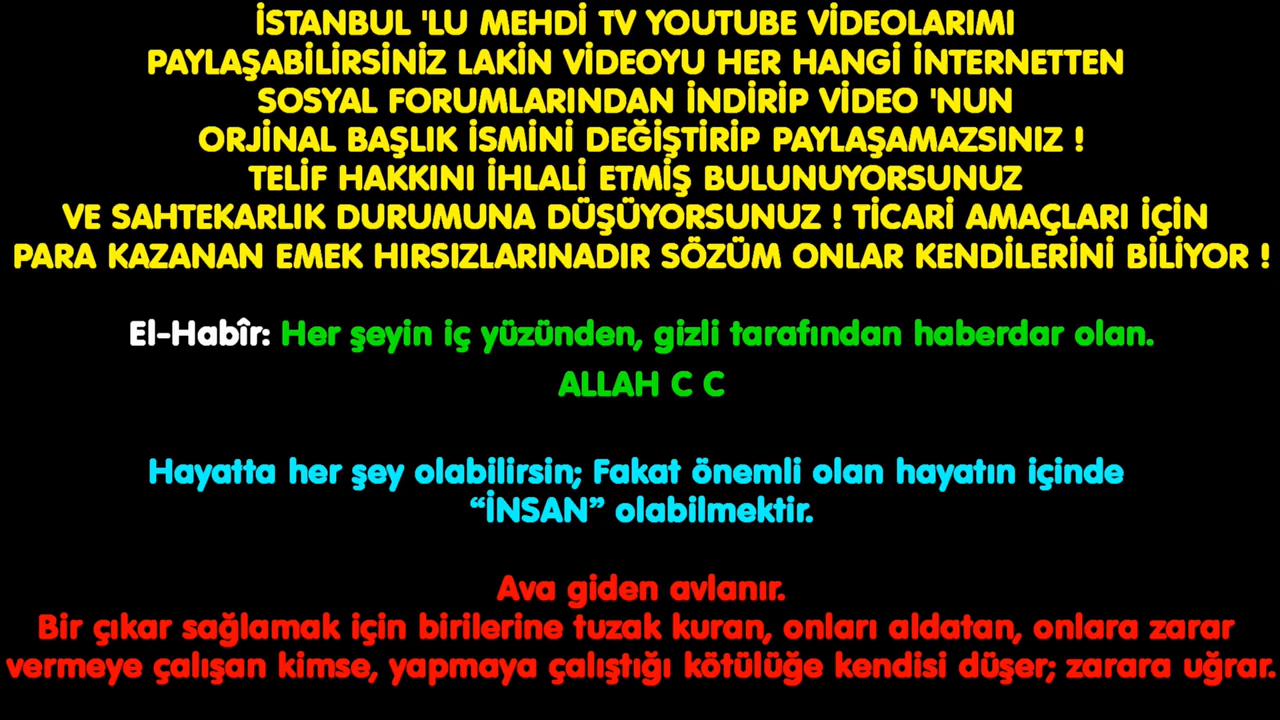 İSTANBUL 'LU MEHDİ TV YOUTUBE VİDEOLARIMI
PAYLAŞABİLİRSİNİZ LAKİN VİDEOYU HER HANGİ İNTERNETTEN
SOSYAL FORUMLARINDAN İNDİRİP VİDEO 'NUN
ORJİNAL BAŞLIK İSMİNİ DEĞİŞTİRİP PAYLAŞAMAZSINIZ !
TELİF HAKKINI İHLALİ ETMİŞ BULUNUYORSUNUZ
VE SAHTEKARLIK DURUMUNA DÜŞÜYORSUNUZ ! TİCARİ AMAÇLARI İÇİN
PARA KAZANAN EMEK HIRSIZLARINADIR SÖZÜM ONLAR KENDİLERİNİ BİLİYOR !
El-Habîr: Her şeyin iç yüzünden, gizli tarafından haberdar olan.
ALLAH C C
Hayatta her şey olabilirsin; Fakat önemli olan hayatın içinde
“İNSAN” olabilmektir.
Ava giden avlanır.
Bir çıkar sağlamak için birilerine tuzak kuran, onları aldatan, onlara zarar
vermeye çalışan kimse, yapmaya çalıştığı kötülüğe kendisi düşer; zarara uğrar.